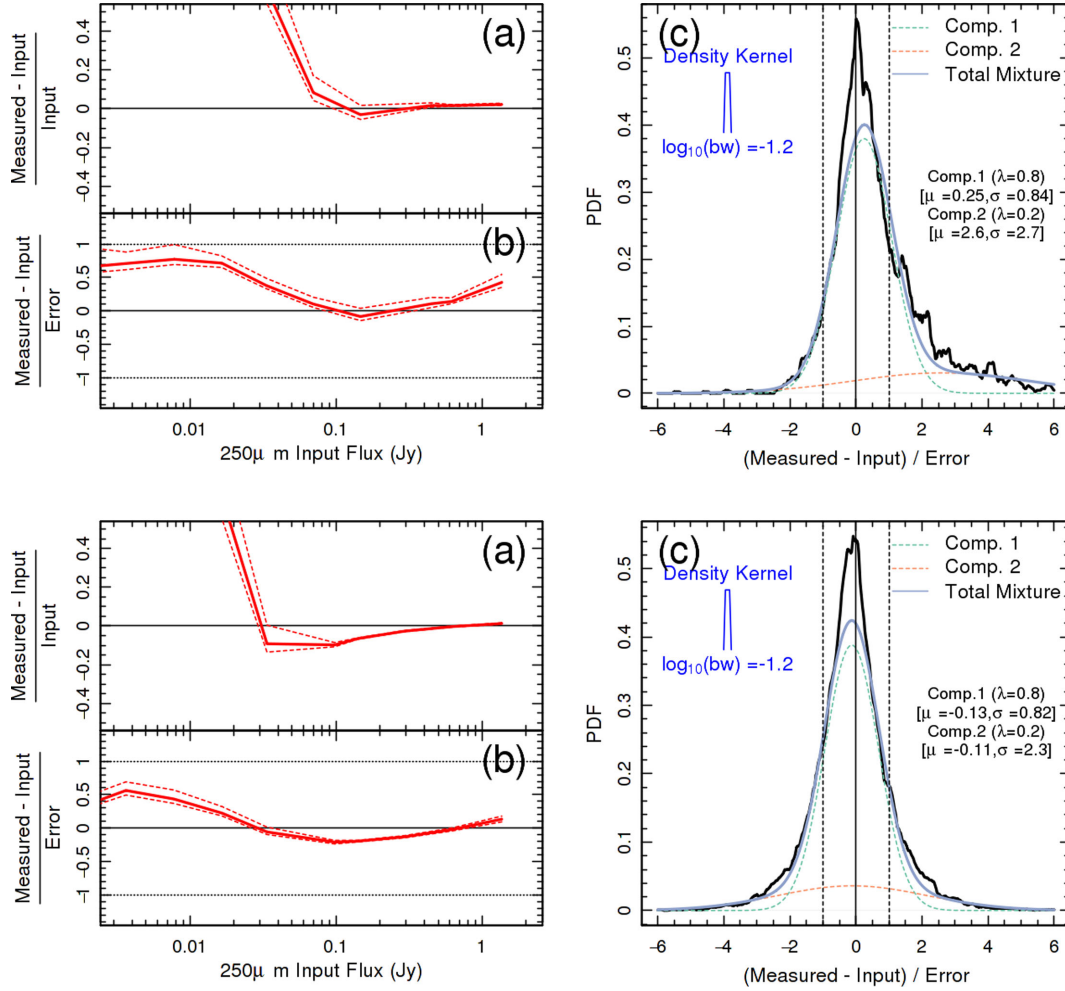 (a)
Measured - Input
Input
0.4
0.2
0
-0.2
-0.4
(b)
Measured - Input
Error
1
0.5
0
-0.5
-1
0.01 0.1 1
250μ m Input Flux (Jy)
(c)
Density Kernel
log10(bw) =-1.2
Comp. 1
Comp. 2
Total Mixture
Comp.1 (λ=0.8)
[μ =0.25,σ =0.84]
Comp.2 (λ=0.2)
[μ =2.6,σ =2.7]
PDF
0.5
0.4
0.3
0.2
0.1
0
-6 -4 -2 0 2 4 6
(Measured - Input) / Error
(a)
Measured - Input
Input
0.4
0.2
0
-0.2
-0.4
(b)
Measured - Input
Error
1
0.5
0
-0.5
-1
0.01 0.1 1
250μ m Input Flux (Jy)
(c)
Density Kernel
log10(bw) =-1.2
Comp. 1
Comp. 2
Total Mixture
Comp.1 (λ=0.8)
[μ =-0.13,σ =0.82]
Comp.2 (λ=0.2)
[μ =-0.11,σ =2.3]
PDF
0.5
0.4
0.3
0.2
0.1
0
-6 -4 -2 0 2 4 6
(Measured - Input) / Error